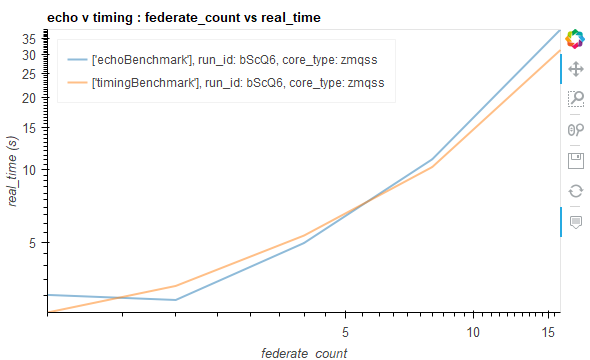 echo v timing : federate_count vs real_time
['echoBenchmark'], run_id: bScQ6, core_type: zmqss
['timingBenchmark'], run_id: bScQ6, core_type: zmqss
35
30
25
20
15
10
5
real_time (s)
5
10
15
federate_count